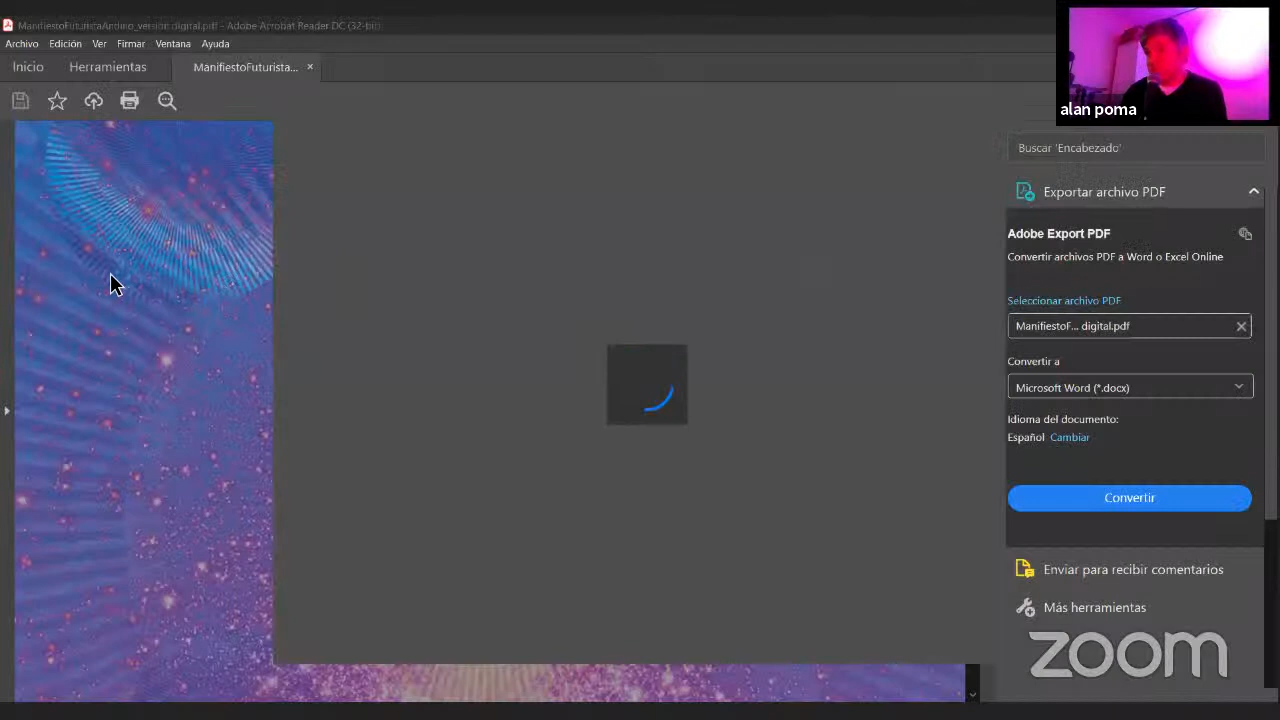 ManifiestoFuturistaAndino_version digital.pdf - Adobe Acrobat Reader DC (32-bit)
Archivo Edición Ver Firmar Ventana Ayuda
Inicio Herramientas ManifiestoFuturista... ×
alan poma
Buscar 'Encabezado'
Exportar archivo PDF
Adobe Export PDF
Convertir archivos PDF a Word o Excel Online
Seleccionar archivo PDF
ManifiestoF... digital.pdf
Convertir a
Microsoft Word (*.docx)
Idioma del documento:
Español Cambiar
Convertir
Enviar para recibir comentarios
Más herramientas
zoom